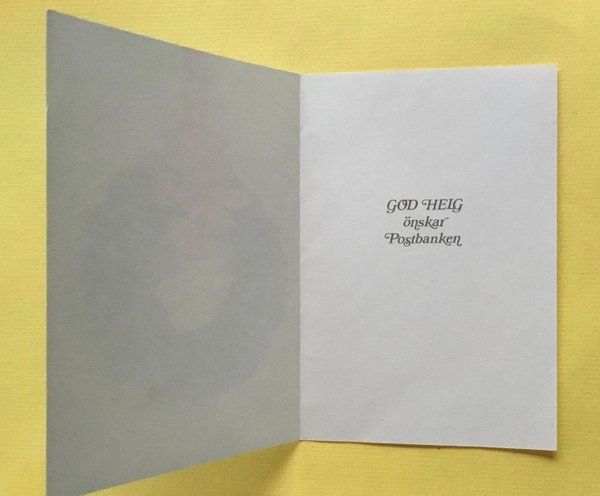 GOD HELG
önskar
Postbanken